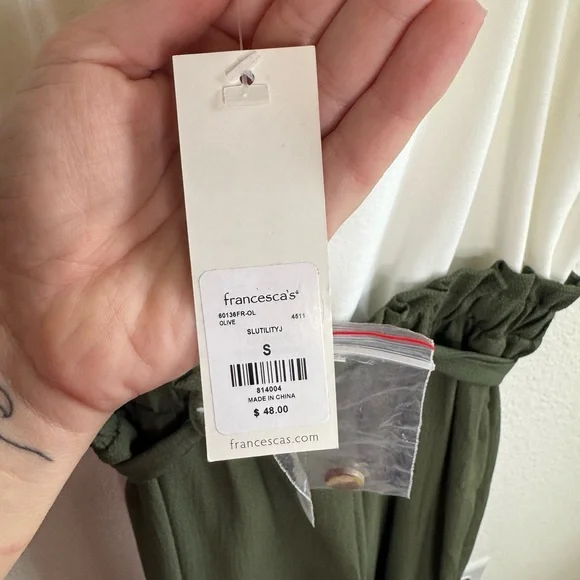 francesca's®
60136FR-OL 4511
OLIVE
SLUTILITYJ
S
814004
MADE IN CHINA
$ 48.00
francescas.com